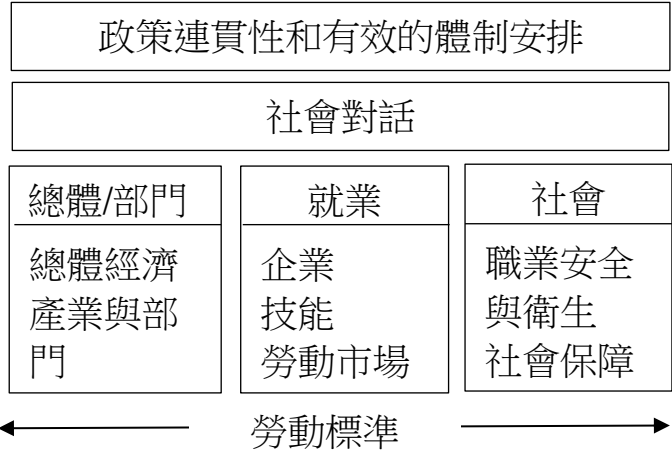 政策連貫性和有效的體制安排
社會對話
總體/部門
總體經濟
產業與部
門
就業
企業
技能
勞動市場
社會
職業安全
與衛生
社會保障
勞動標準